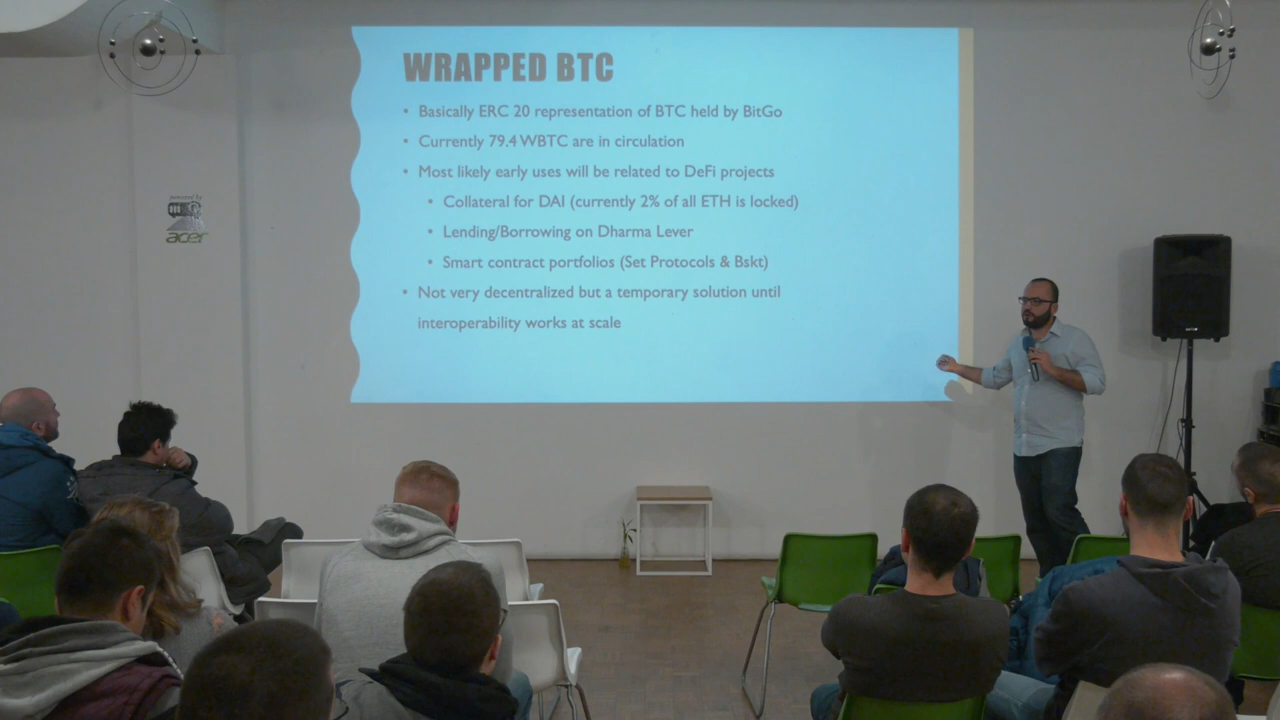 WRAPPED BTC
• Basically ERC 20 representation of BTC held by BitGo
• Currently 79.4 WBTC are in circulation
• Most likely early uses will be related to DeFi projects
• Collateral for DAI (currently 2% of all ETH is locked)
• Lending/Borrowing on Dharma Lever
• Smart contract portfolios (Set Protocols & Bskt)
• Not very decentralized but a temporary solution until
interoperability works at scale
powered by
acer